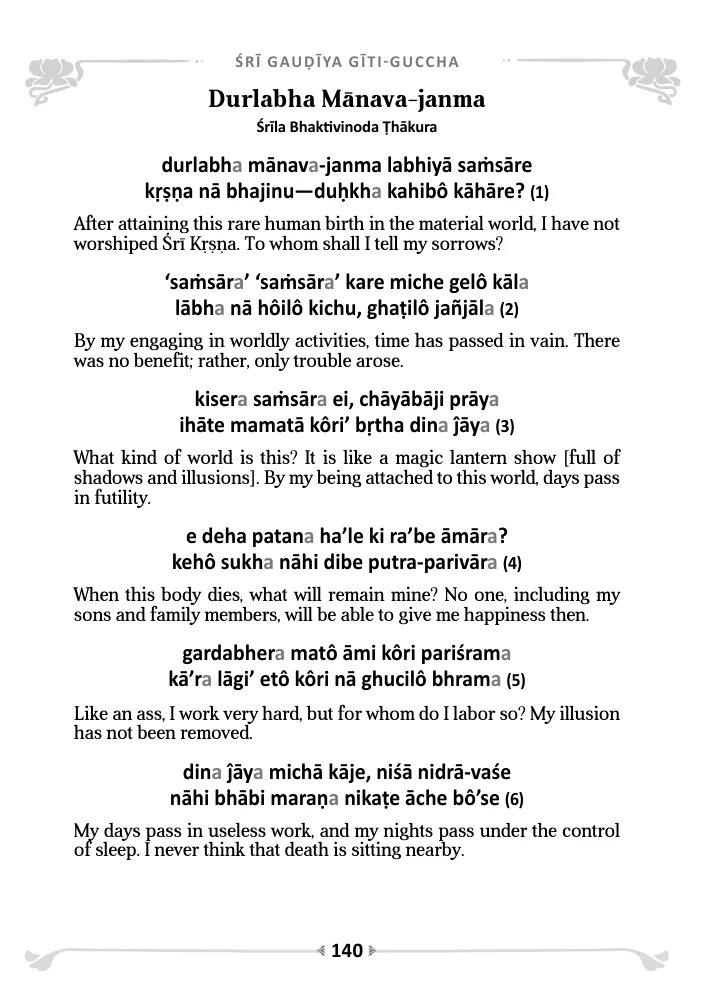 ŚRĪ GAUḌĪYA GĪTI-GUCCHA
Durlabha Mānava-janma
Śrīla Bhaktivinoda Ṭhākura
durlabha mānava-janma labhiyā saṁsāre
kṛṣṇa nā bhajinu—duḥkha kahibô kāhāre? (1)
After attaining this rare human birth in the material world, I have not
worshiped Śrī Kṛṣṇa. To whom shall I tell my sorrows?
‘saṁsāra’ ‘saṁsāra’ kare miche gelô kāla
lābha nā hôilô kichu, ghaṭilô jañjāla (2)
By my engaging in worldly activities, time has passed in vain. There
was no benefit; rather, only trouble arose.
kisera saṁsāra ei, chāyābāji prāya
ihāte mamatā kôri’ bṛtha dina ĵāya (3)
What kind of world is this? It is like a magic lantern show [full of
shadows and illusions]. By my being attached to this world, days pass
in futility.
e deha patana ha’le ki ra’be āmāra?
kehô sukha nāhi dibe putra-parivāra (4)
When this body dies, what will remain mine? No one, including my
sons and family members, will be able to give me happiness then.
gardabhera matô āmi kôri pariśrama
kā’ra lāgi’ etô kôri nā ghucilô bhrama (5)
Like an ass, I work very hard, but for whom do I labor so? My illusion
has not been removed.
dina ĵāya michā kāje, niśā nidrā-vaśe
nāhi bhābi maraṇa nikaṭe āche bô’se (6)
My days pass in useless work, and my nights pass under the control
of sleep. I never think that death is sitting nearby.
140